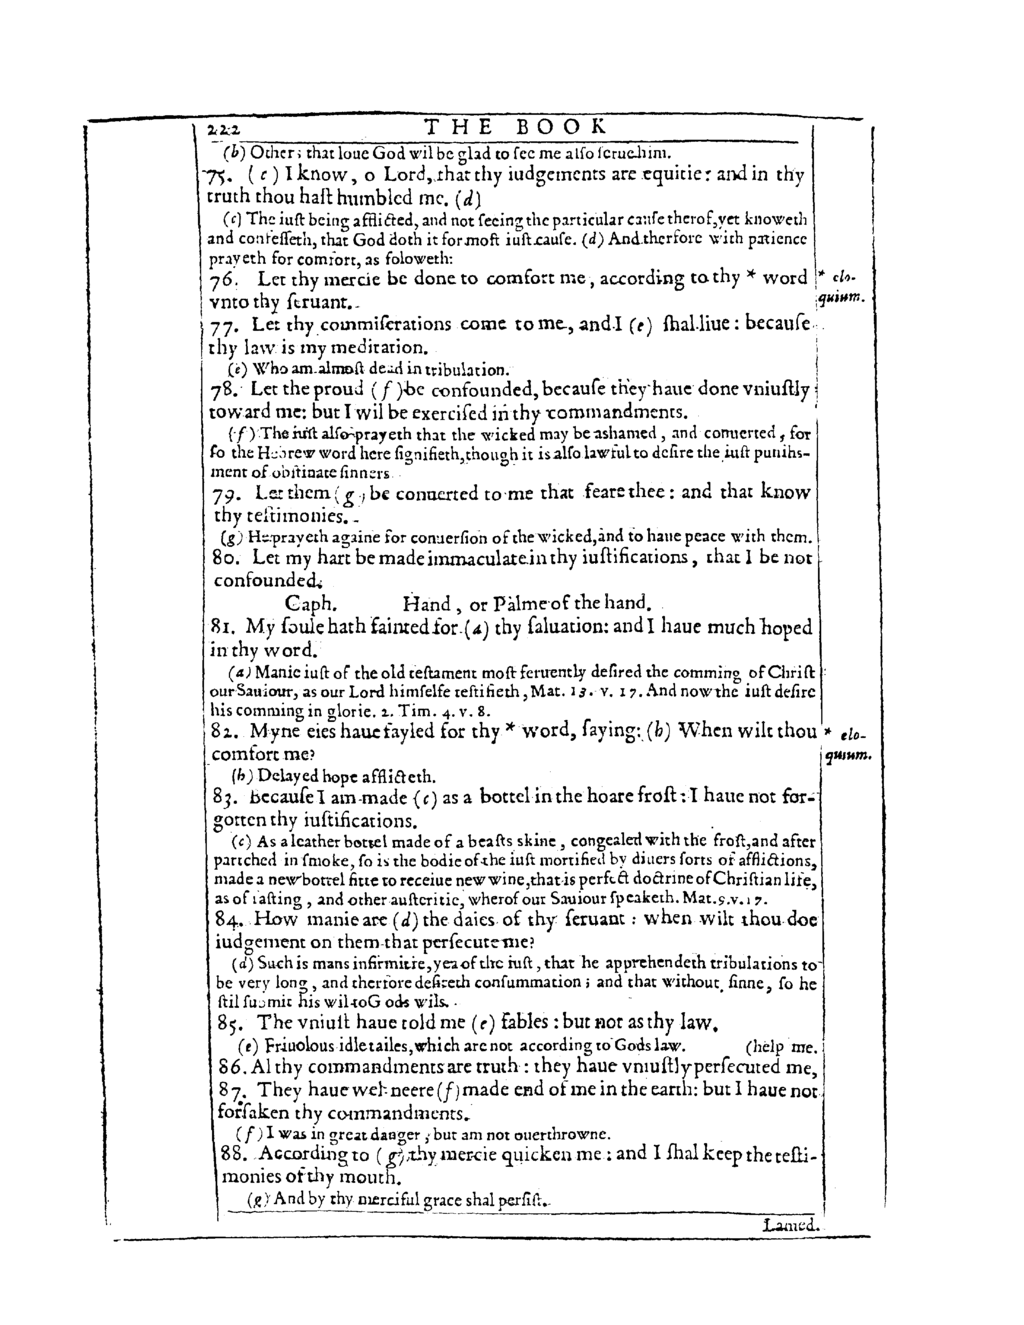 222 THE BOOK
(b) Others that loue God wil be glad to see me also serue him.
75. (c) I know, o Lord, that thy iudgements are equitie: and in thy
truth thou haſt humbled me. (d)
(c) The iuſt being afflicted, and not ſeeing the particular cauſe therof, yet knoweth
and confeſſeth, that God doth it for moſt iuſt cauſe. (d) And therfore with patience
prayeth for comfort, as foloweth:
76. Let thy mercie be done to comfort me, according to thy * word
* elo-
vnto thy ſeruant.
quium.
77. Let thy commiſerations come to me, and I (e) ſhal liue: becauſe
thy law is my meditation.
(e) Who am almoſt dead in tribulation.
78. Let the proud (f) be confounded, becauſe they haue done vniuſtly
toward me: but I wil be exerciſed in thy commandments.
(f) The iuſt alſo prayeth that the wicked may be ashamed, and conuerted, for
ſo the Hebrew word here ſignifieth, though it is alſo lawful to deſire the iuſt punihs-
ment of obſtinate ſinners.
79. Let them (g) be conuerted to me that feare thee: and that know
thy teſtimonies.
(g) He prayeth againe for conuerſion of the wicked, and to haue peace with them.
80. Let my hart be made immaculate in thy iuſtifications, that I be not
confounded.
Caph. Hand, or Palme of the hand.
81. My ſoule hath fainted for (a) thy ſaluation: and I haue much hoped
in thy word.
(a) Manie iuſt of the old teſtament moſt feruently deſired the comming of Chriſt
our Sauiour, as our Lord himſelfe teſtifieth, Mat. 13. v. 17. And now the iuſt deſire
his comming in glorie. 2. Tim. 4. v. 8.
82. Myne eies haue fayled for thy * word, ſaying: (b) When wilt thou
* elo-
comfort me?
quium.
(b) Delayed hope afflicteth.
83. Becauſe I am made (c) as a bottel in the hoare froſt: I haue not for-
gotten thy iuſtifications.
(c) As a leather bottel made of a beaſts skine, congealed with the froſt, and after
partched in ſmoke, ſo is the bodie of the iuſt mortified by diuers ſorts of afflictions,
made a new bottel fitte to receiue new wine, that is perfect doctrine of Chriſtian life,
as of faſting, and other auſteritie, wherof our Sauiour ſpeaketh. Mat. 9. v. 17.
84. How manie are (d) the daies of thy ſeruant: when wilt thou doe
iudgement on them that perſecute me?
(d) Such is mans infirmitie, yea of the iuſt, that he apprehendeth tribulations to
be very long, and therfore deſireth conſummation; and that without ſinne, ſo he
ſtil ſubmit his wil to Gods wils.
85. The vniuſt haue told me (e) fables: but not as thy law.
(e) Friuolous idle tailes, which are not according to Gods law. (help me.
86. Al thy commandments are truth: they haue vniuſtly perſecuted me,
87. They haue wel neere (f) made end of me in the earth: but I haue not
forſaken thy commandments.
(f) I was in great danger, but am not ouerthrowne.
88. According to (g) thy mercie quicken me: and I ſhal keep the teſti-
monies of thy mouth.
(g) And by thy merciful grace shal perſiſt.
Lamed.